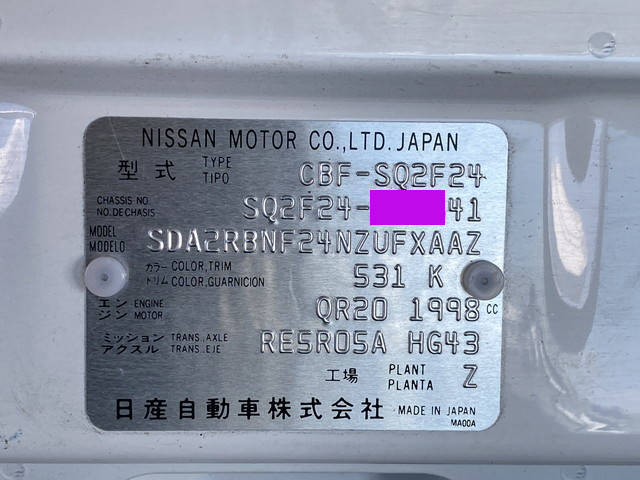 NISSAN MOTOR CO.,LTD. JAPAN
型式 TYPE TIPO CBF-SQ2F24
CHASSIS NO. NO. DE CHASIS SQ2F24- 41
MODEL MODELO SDA2RBNF24NZUFXAAZ
カラー COLOR,TRIM トリム COLOR,GUARNICION 531 K
エンジン ENGINE MOTOR QR20 1998 CC
ミッション TRANS.AXLE アクスル TRANS.EJE RE5R05A HG43
工場 PLANT PLANTA Z
日産自動車株式会社 MADE IN JAPAN
MA00A